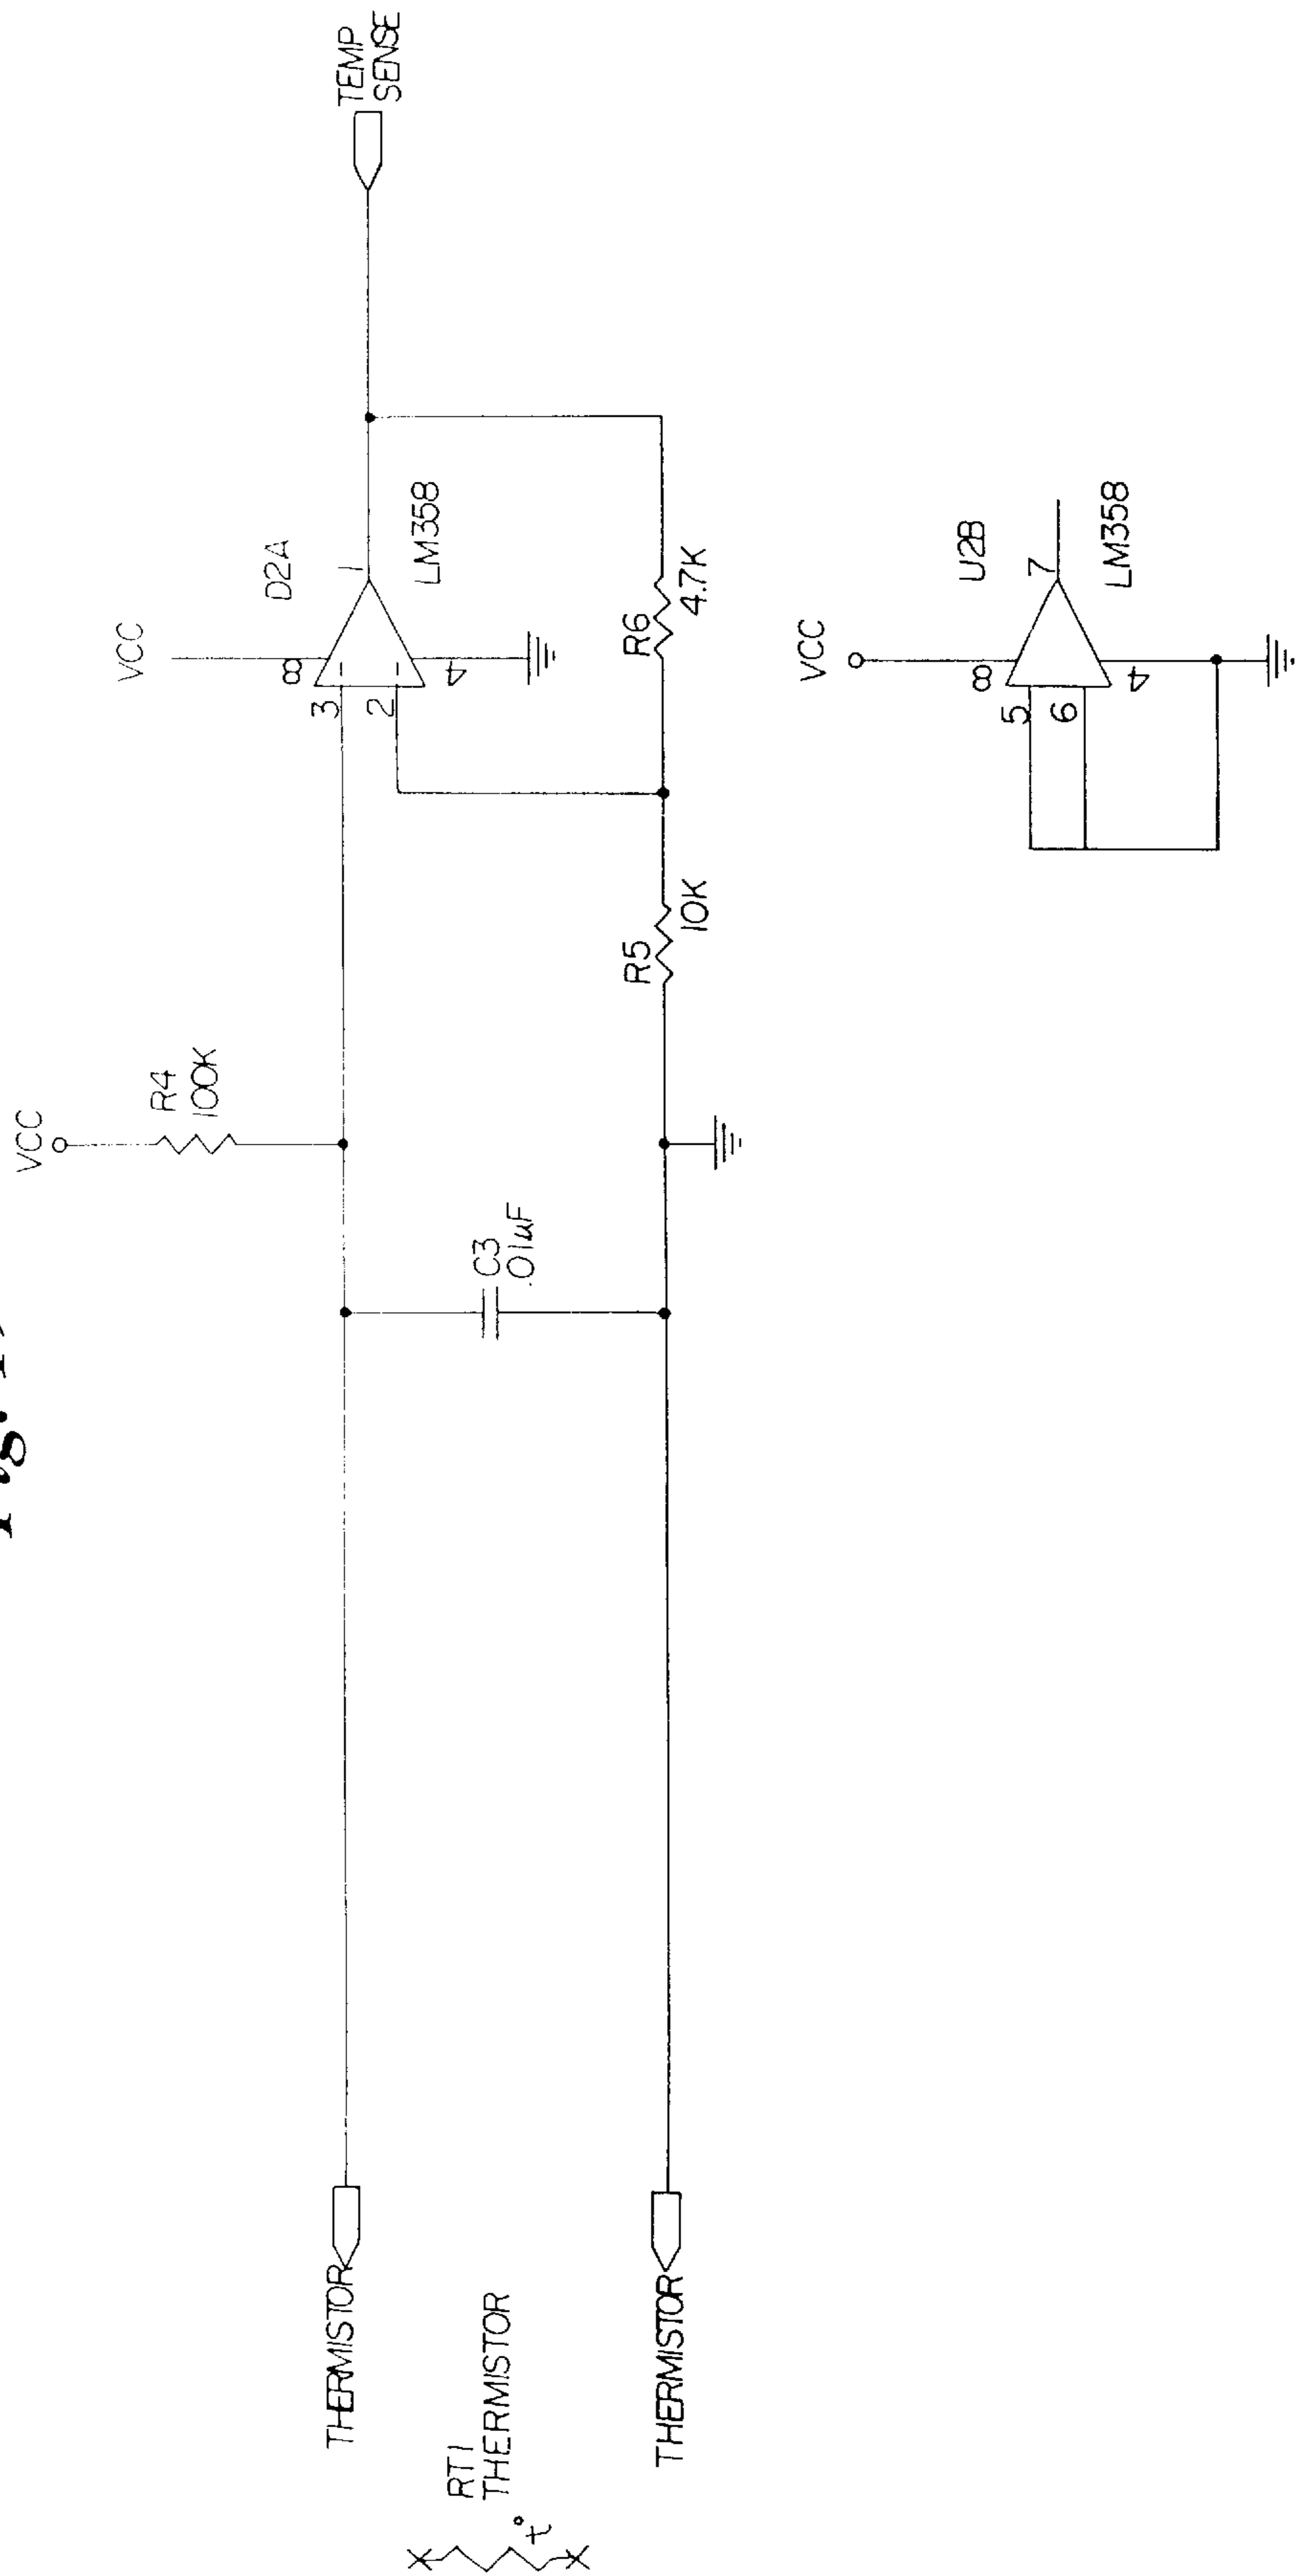 VCC
R4
100K
VCC
8
D2A
3
1
TEMP
SENSE
2
4
LM358
THERMISTOR
C3
.01uF
RT1
THERMISTOR
t°
R5
10K
R6
4.7K
THERMISTOR
VCC
8
U2B
5
7
6
4
LM358